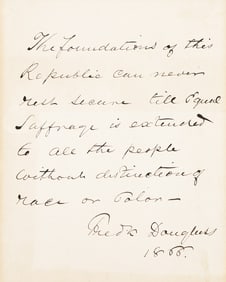 The foundations of this
Republic can never
rest secure till Equal
Suffrage is extended
to all the people
without distinction of
race or Color –
Fredk Douglass
1866.